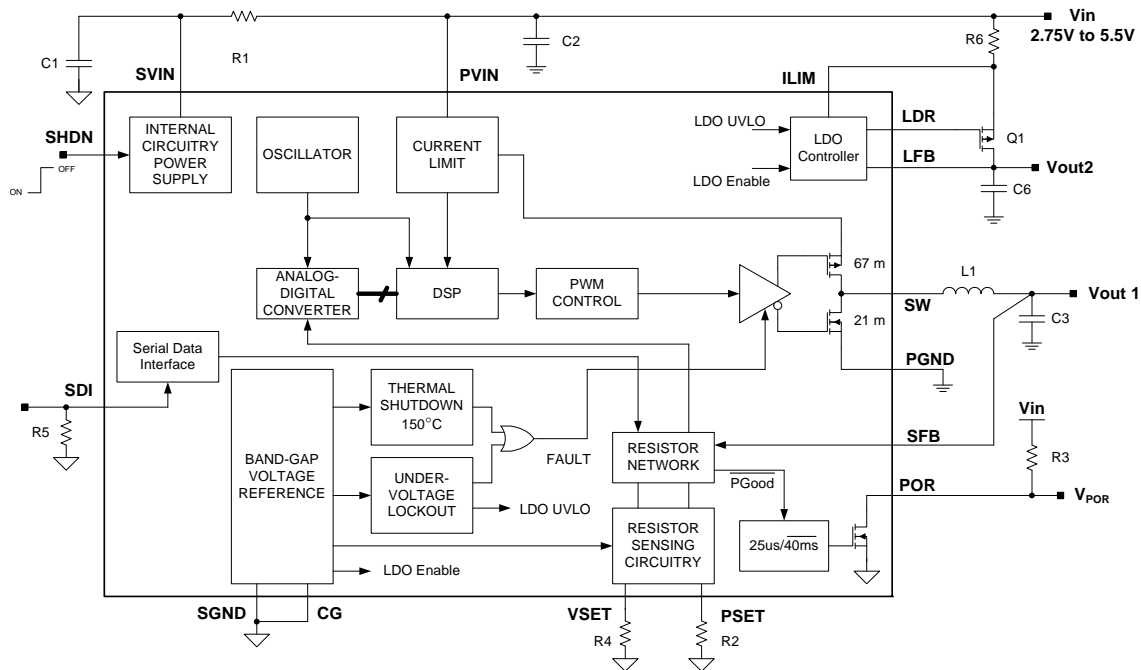 Vin
2.75V to 5.5V
R1
C2
R6
C1
SVIN
PVIN
ILIM
SHDN
ON
OFF
INTERNAL
CIRCUITRY
POWER
SUPPLY
OSCILLATOR
CURRENT
LIMIT
LDO UVLO
LDO Enable
LDO
Controller
LDR
LFB
Q1
Vout2
C6
ANALOG-
DIGITAL
CONVERTER
DSP
PWM
CONTROL
67 m
21 m
SW
L1
Vout 1
C3
PGND
Serial Data
Interface
SDI
R5
BAND-GAP
VOLTAGE
REFERENCE
THERMAL
SHUTDOWN
150°C
UNDER-
VOLTAGE
LOCKOUT
FAULT
LDO UVLO
LDO Enable
RESISTOR
NETWORK
SFB
PGood
RESISTOR
SENSING
CIRCUITRY
25us/40ms
Vin
R3
POR
VPOR
SGND
CG
VSET
PSET
R4
R2